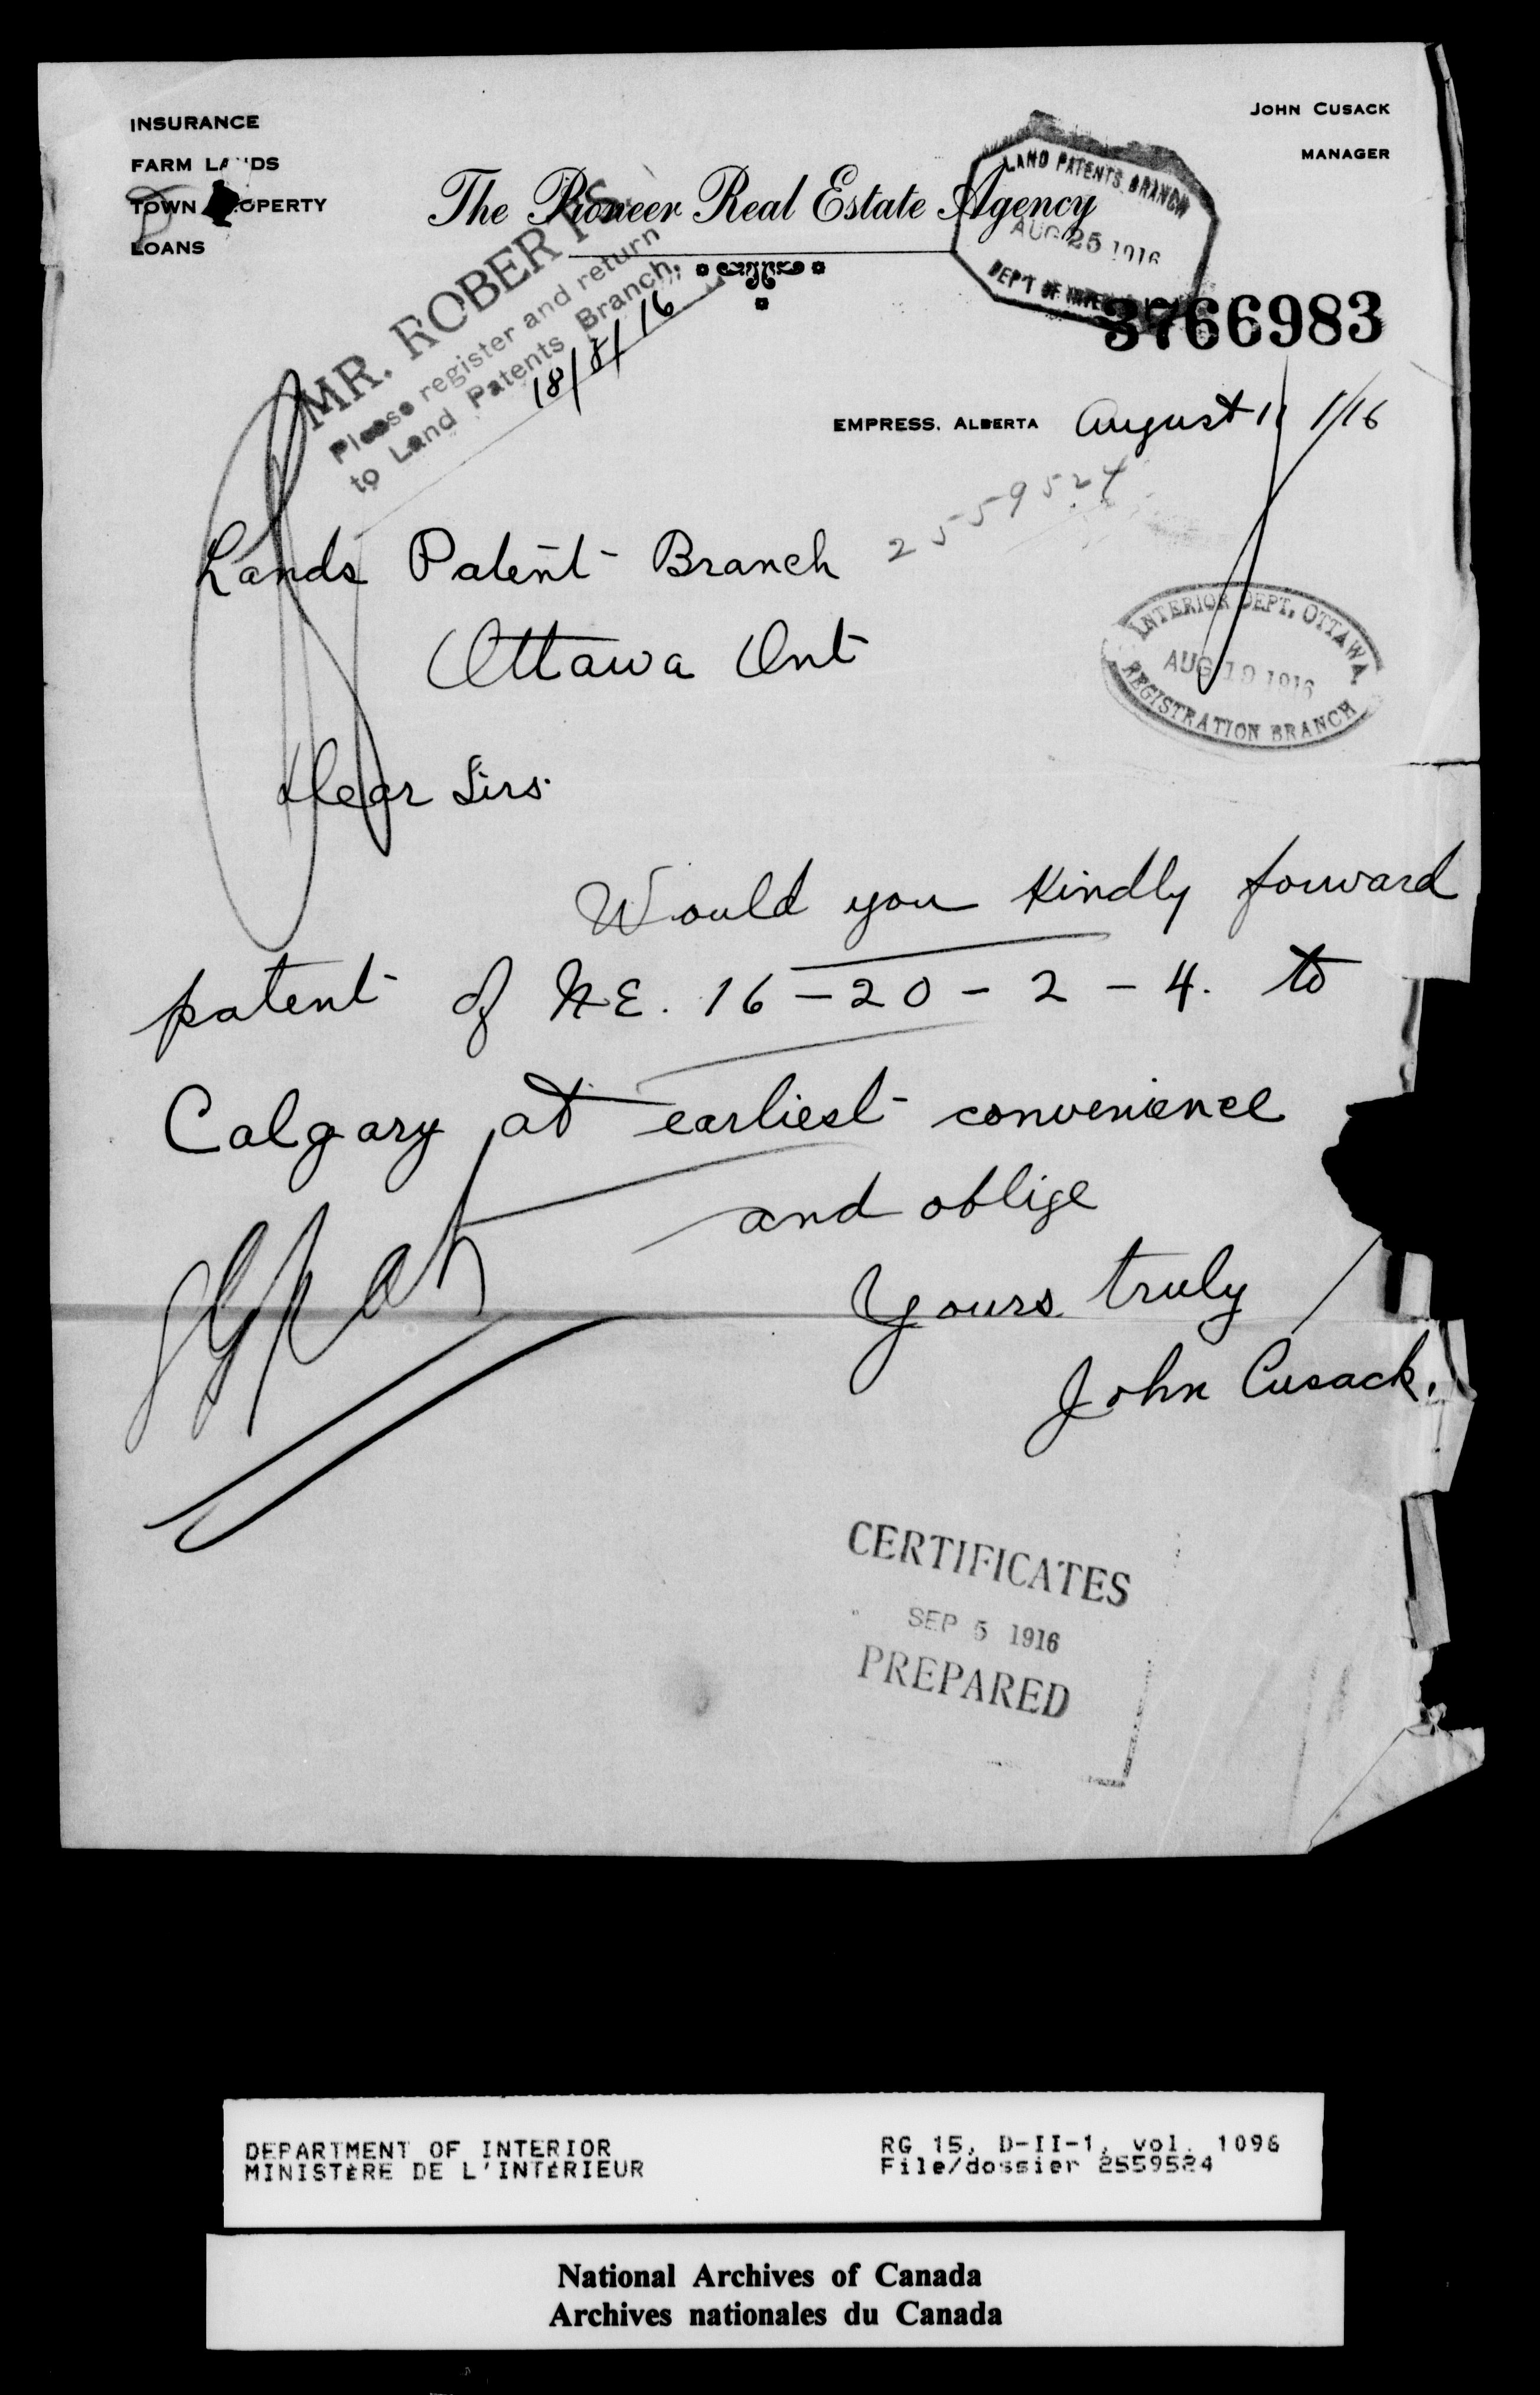 INSURANCE
FARM LANDS
TOWN PROPERTY
LOANS
JOHN CUSACK
MANAGER
The Pioneer Real Estate Agency
LAND PATENTS BRANCH
AUG 25 1916
DEP'T OF
3766983
MR. ROBERTS.
Please register and return
to Land Patents Branch.
18/8/16
EMPRESS, ALBERTA August 11 1/16
2559524
Lands Patent Branch
Ottawa Ont
INTERIOR DEPT. OTTAWA
AUG 19 1916
REGISTRATION BRANCH
Dear Sirs.
Would you kindly forward
patent of N.E. 16-20-2-4. to
Calgary at earliest convenience
and oblige
Yours truly
John Cusack.
CERTIFICATES
SEP 5 1916
PREPARED
DEPARTMENT OF INTERIOR
MINISTÈRE DE L'INTÉRIEUR
RG 15, D-II-1, vol. 1096
File/dossier 2559524
National Archives of Canada
Archives nationales du Canada